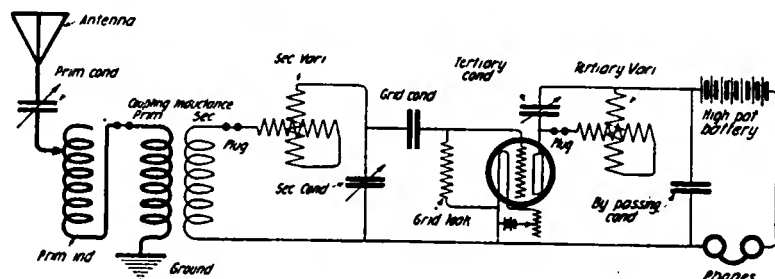 Antenna
Prim cond
Coupling Inductance
Prim
Sec
Prim ind
Ground
Plug
Sec Vari
Sec Cond
Grid cond
Grid leak
Tertiary
cond
Plug
Tertiary Vari
High pot
battery
By passing
cond
Phones